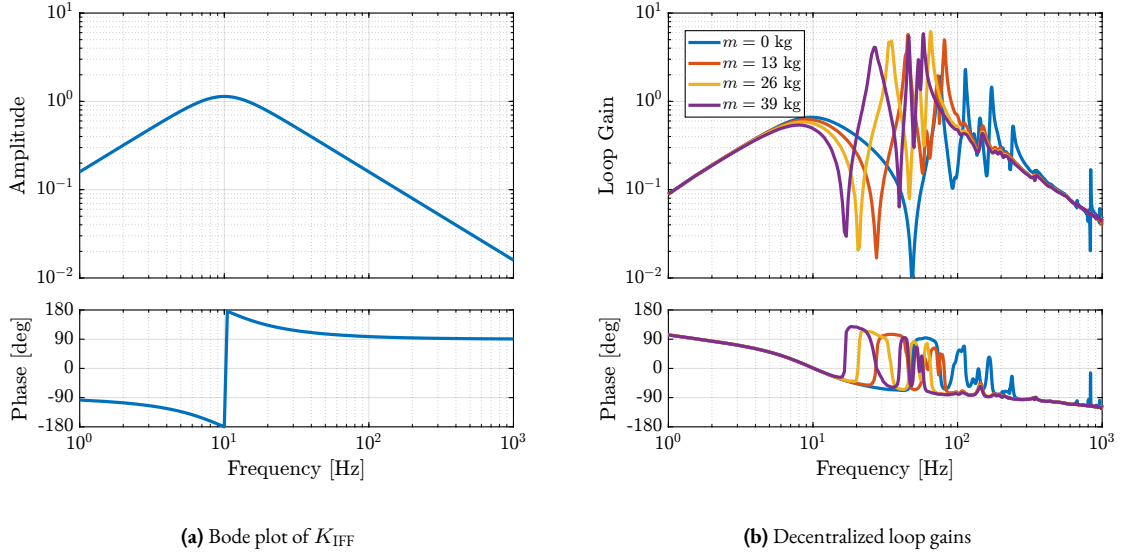 10^1
10^0
10^-1
10^-2
Amplitude
180
90
0
-90
-180
Phase [deg]
10^0 10^1 10^2 10^3
Frequency [Hz]
(a) Bode plot of K_IFF
10^1
10^0
10^-1
10^-2
Loop Gain
m = 0 kg
m = 13 kg
m = 26 kg
m = 39 kg
180
90
0
-90
-180
Phase [deg]
10^0 10^1 10^2 10^3
Frequency [Hz]
(b) Decentralized loop gains